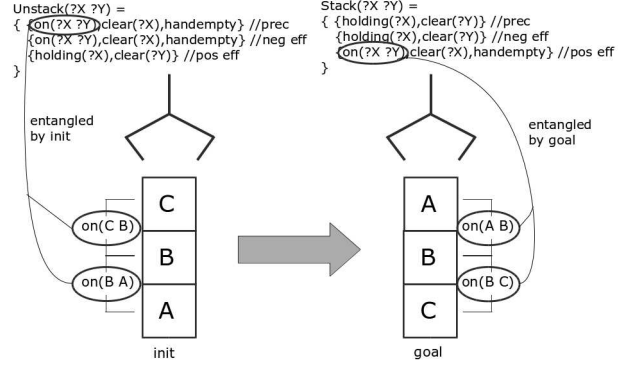 Unstack(?X ?Y) =
{ {on(?X ?Y),clear(?X),handempty} //prec
{on(?X ?Y),clear(?X),handempty} //neg eff
{holding(?X),clear(?Y)} //pos eff
}
entangled
by init
C
on(C B)
B
on(B A)
A
init
Stack(?X ?Y) =
{ {holding(?X),clear(?Y)} //prec
{holding(?X),clear(?Y)} //neg eff
{on(?X ?Y),clear(?X),handempty} //pos eff
}
entangled
by goal
A
on(A B)
B
on(B C)
C
goal